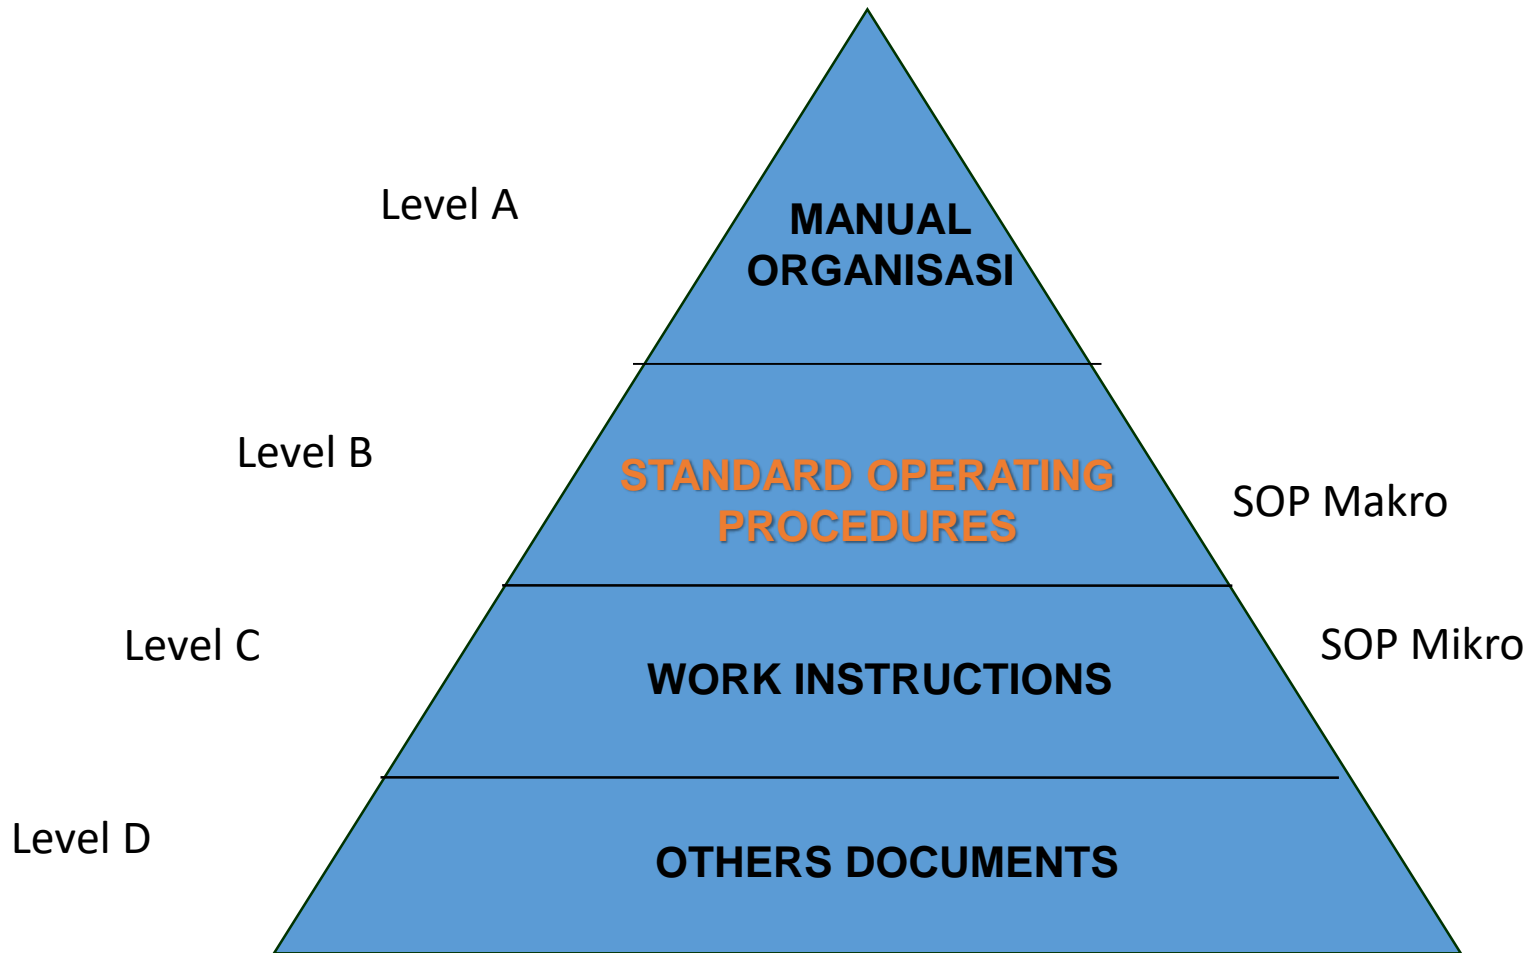 Level A
MANUAL
ORGANISASI
Level B
STANDARD OPERATING
PROCEDURES
SOP Makro
Level C
WORK INSTRUCTIONS
SOP Mikro
Level D
OTHERS DOCUMENTS